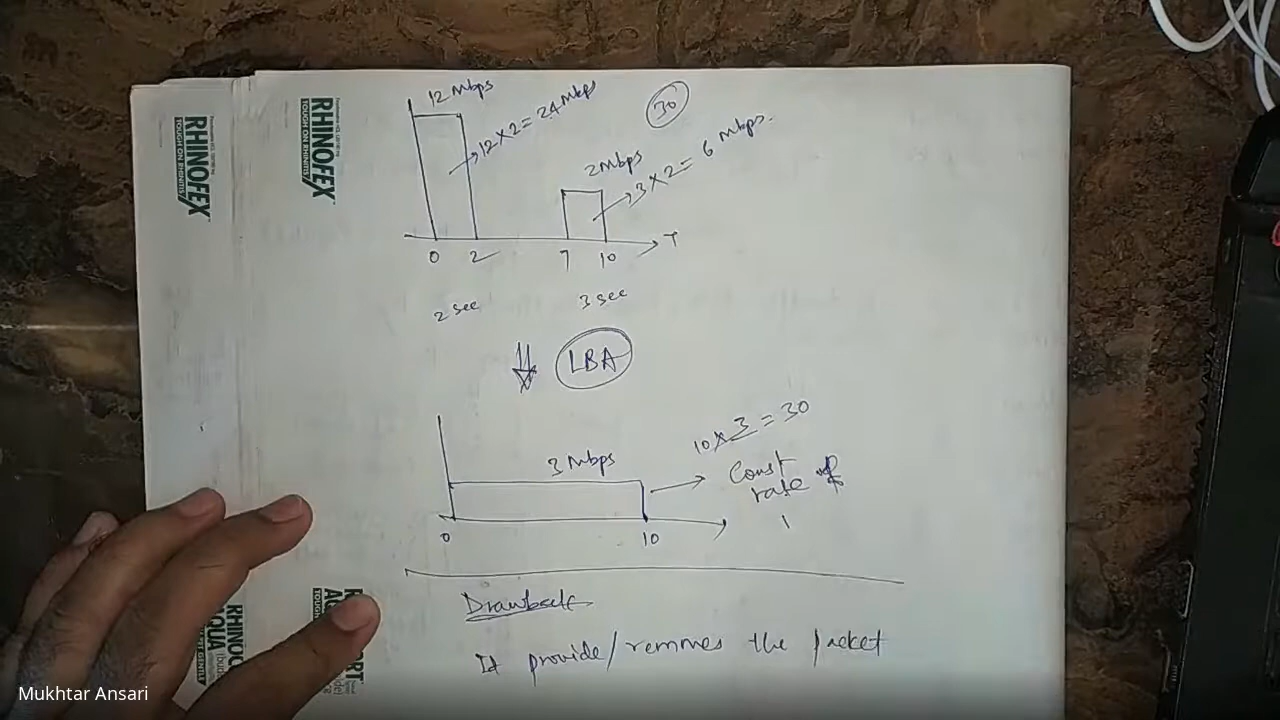 12 Mbps
12 × 2 = 24 Mbps
30
2 Mbps
3 × 2 = 6 Mbps.
0 2 7 10 T
2 sec 3 sec
LBA
10 × 3 = 30
3 Mbps
Const
rate
0 10
Drawback
It provide/removes the packet
RHINOFEX
TOUGH ON RHINITIS
RHINOFEX
TOUGH ON RHINITIS
Mukhtar Ansari